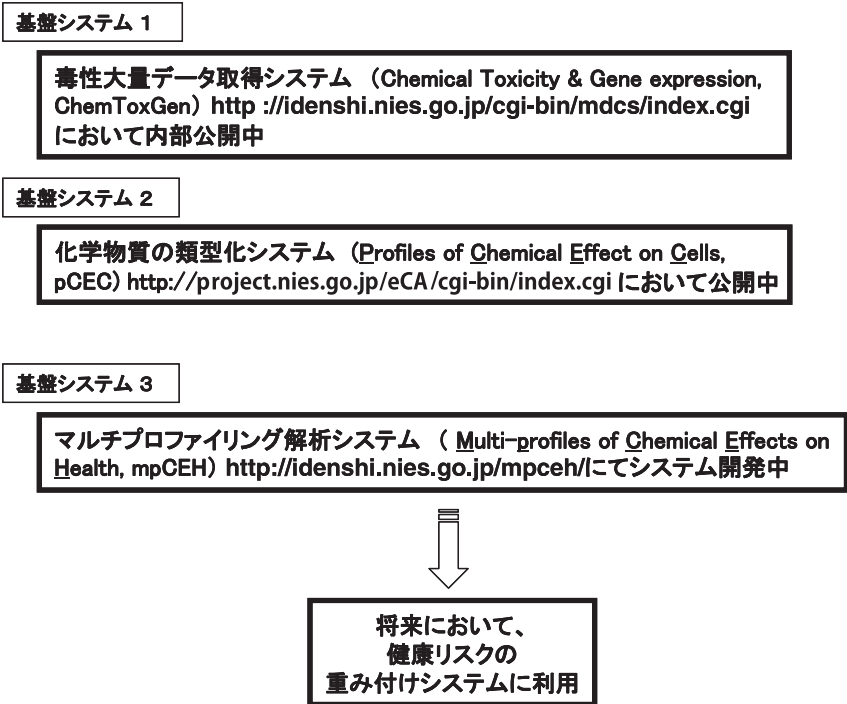 基盤システム 1
毒性大量データ取得システム （Chemical Toxicity & Gene expression,
ChemToxGen）http ://idenshi.nies.go.jp/cgi-bin/mdcs/index.cgi
において内部公開中
基盤システム 2
化学物質の類型化システム （Profiles of Chemical Effect on Cells,
pCEC）http://project.nies.go.jp/eCA/cgi-bin/index.cgi において公開中
基盤システム 3
マルチプロファイリング解析システム （ Multi-profiles of Chemical Effects on
Health, mpCEH）http://idenshi.nies.go.jp/mpceh/にてシステム開発中
将来において、
健康リスクの
重み付けシステムに利用